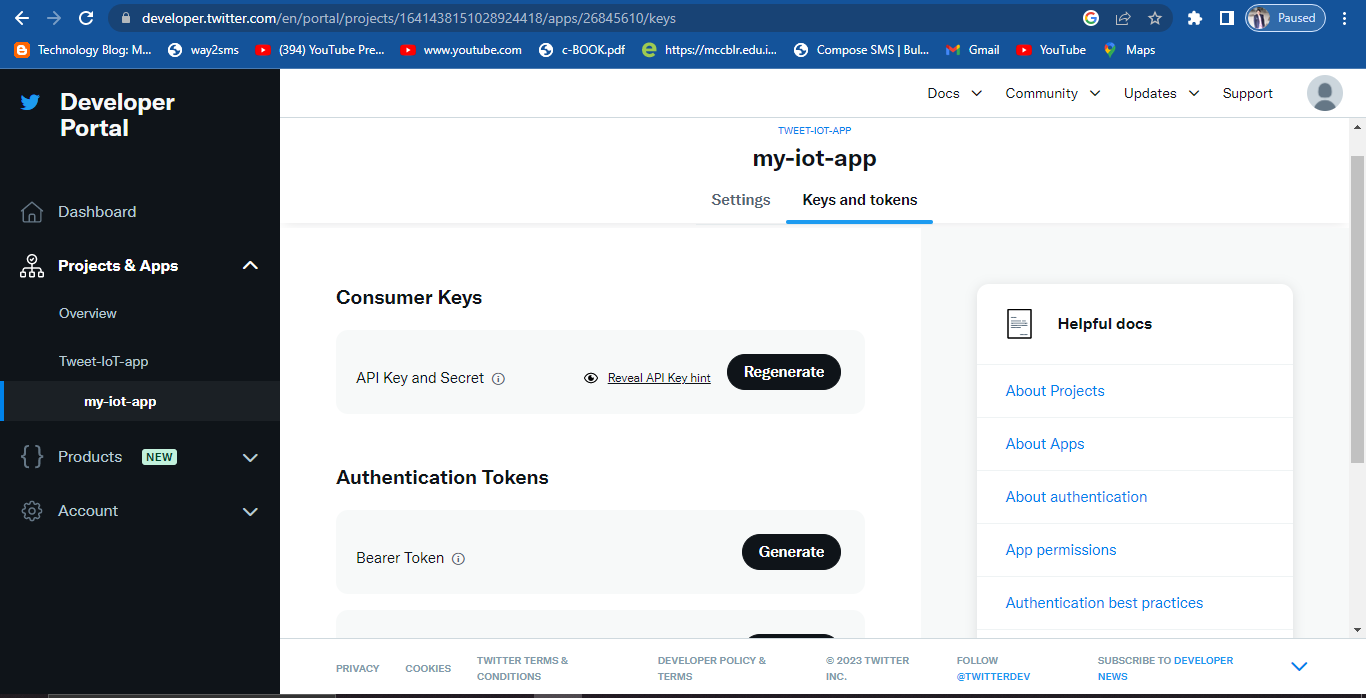 developer.twitter.com/en/portal/projects/1641438151028924418/apps/26845610/keys
Paused
Technology Blog: M...
way2sms
(394) YouTube Pre...
www.youtube.com
c-BOOK.pdf
https://mccblr.edu.i...
Compose SMS | Bul...
Gmail
YouTube
Maps
Developer
Portal
Dashboard
Projects & Apps
Overview
Tweet-IoT-app
my-iot-app
Products NEW
Account
Docs
Community
Updates
Support
TWEET-IOT-APP
my-iot-app
Settings
Keys and tokens
Consumer Keys
API Key and Secret
Reveal API Key hint
Regenerate
Authentication Tokens
Bearer Token
Generate
Helpful docs
About Projects
About Apps
About authentication
App permissions
Authentication best practices
PRIVACY
COOKIES
TWITTER TERMS &
CONDITIONS
DEVELOPER POLICY &
TERMS
© 2023 TWITTER
INC.
FOLLOW
@TWITTERDEV
SUBSCRIBE TO DEVELOPER
NEWS